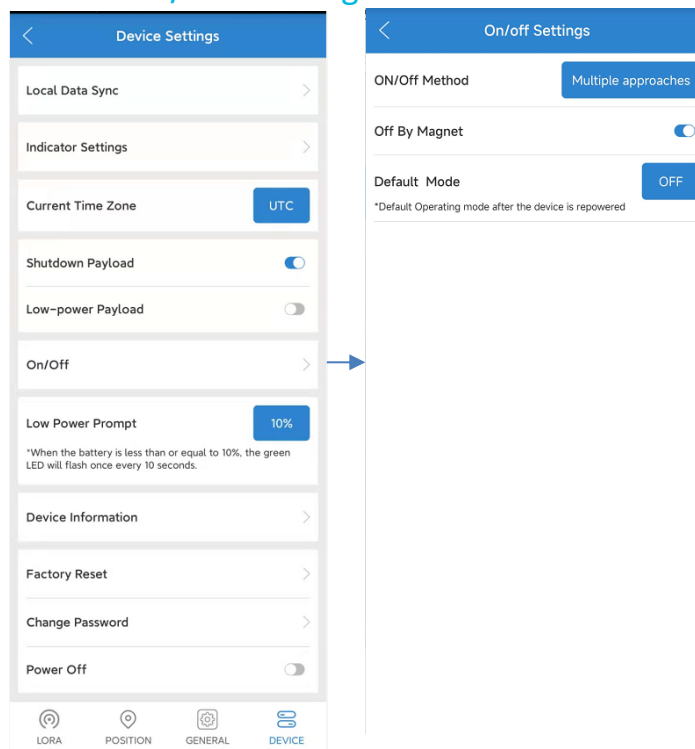 Device Settings
Local Data Sync
Indicator Settings
Current Time Zone
UTC
Shutdown Payload
Low-power Payload
On/Off
Low Power Prompt
10%
*When the battery is less than or equal to 10%, the green
LED will flash once every 10 seconds.
Device Information
Factory Reset
Change Password
Power Off
LORA
POSITION
GENERAL
DEVICE
On/off Settings
ON/Off Method
Multiple approaches
Off By Magnet
Default Mode
OFF
*Default Operating mode after the device is repowered